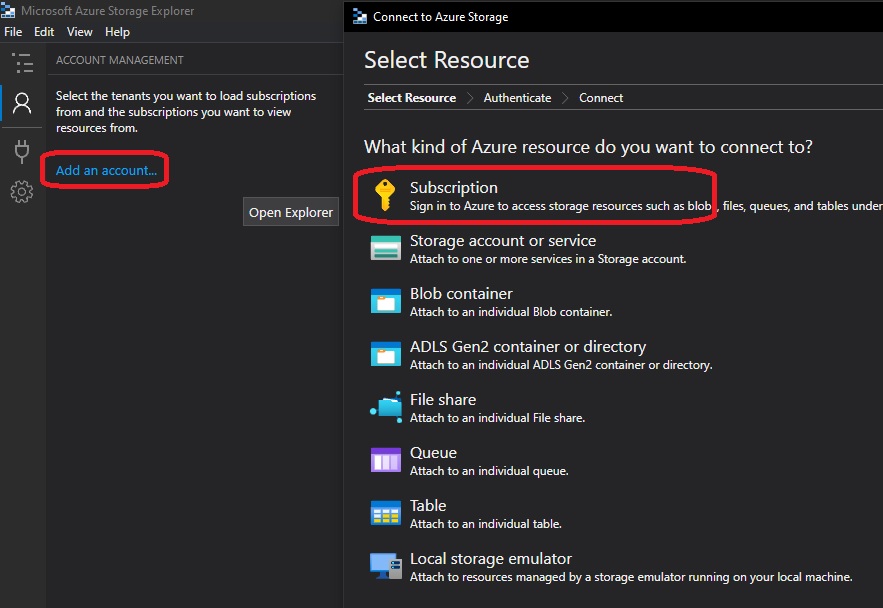 Microsoft Azure Storage Explorer
File Edit View Help
ACCOUNT MANAGEMENT
Select the tenants you want to load subscriptions
from and the subscriptions you want to view
resources from.
Add an account...
Open Explorer
Connect to Azure Storage
Select Resource
Select Resource > Authenticate > Connect
What kind of Azure resource do you want to connect to?
Subscription
Sign in to Azure to access storage resources such as blobs, files, queues, and tables under
Storage account or service
Attach to one or more services in a Storage account.
Blob container
Attach to an individual Blob container.
ADLS Gen2 container or directory
Attach to an individual ADLS Gen2 container or directory.
File share
Attach to an individual File share.
Queue
Attach to an individual queue.
Table
Attach to an individual table.
Local storage emulator
Attach to resources managed by a storage emulator running on your local machine.